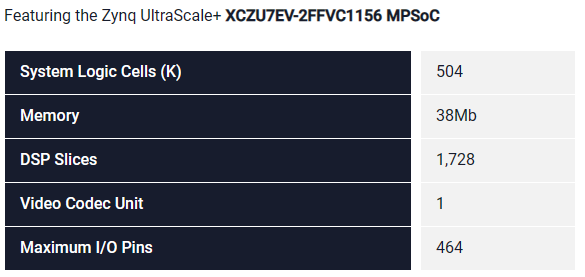 Featuring the Zynq UltraScale+ XCZU7EV-2FFVC1156 MPSoC
System Logic Cells (K) 504
Memory 38Mb
DSP Slices 1,728
Video Codec Unit 1
Maximum I/O Pins 464